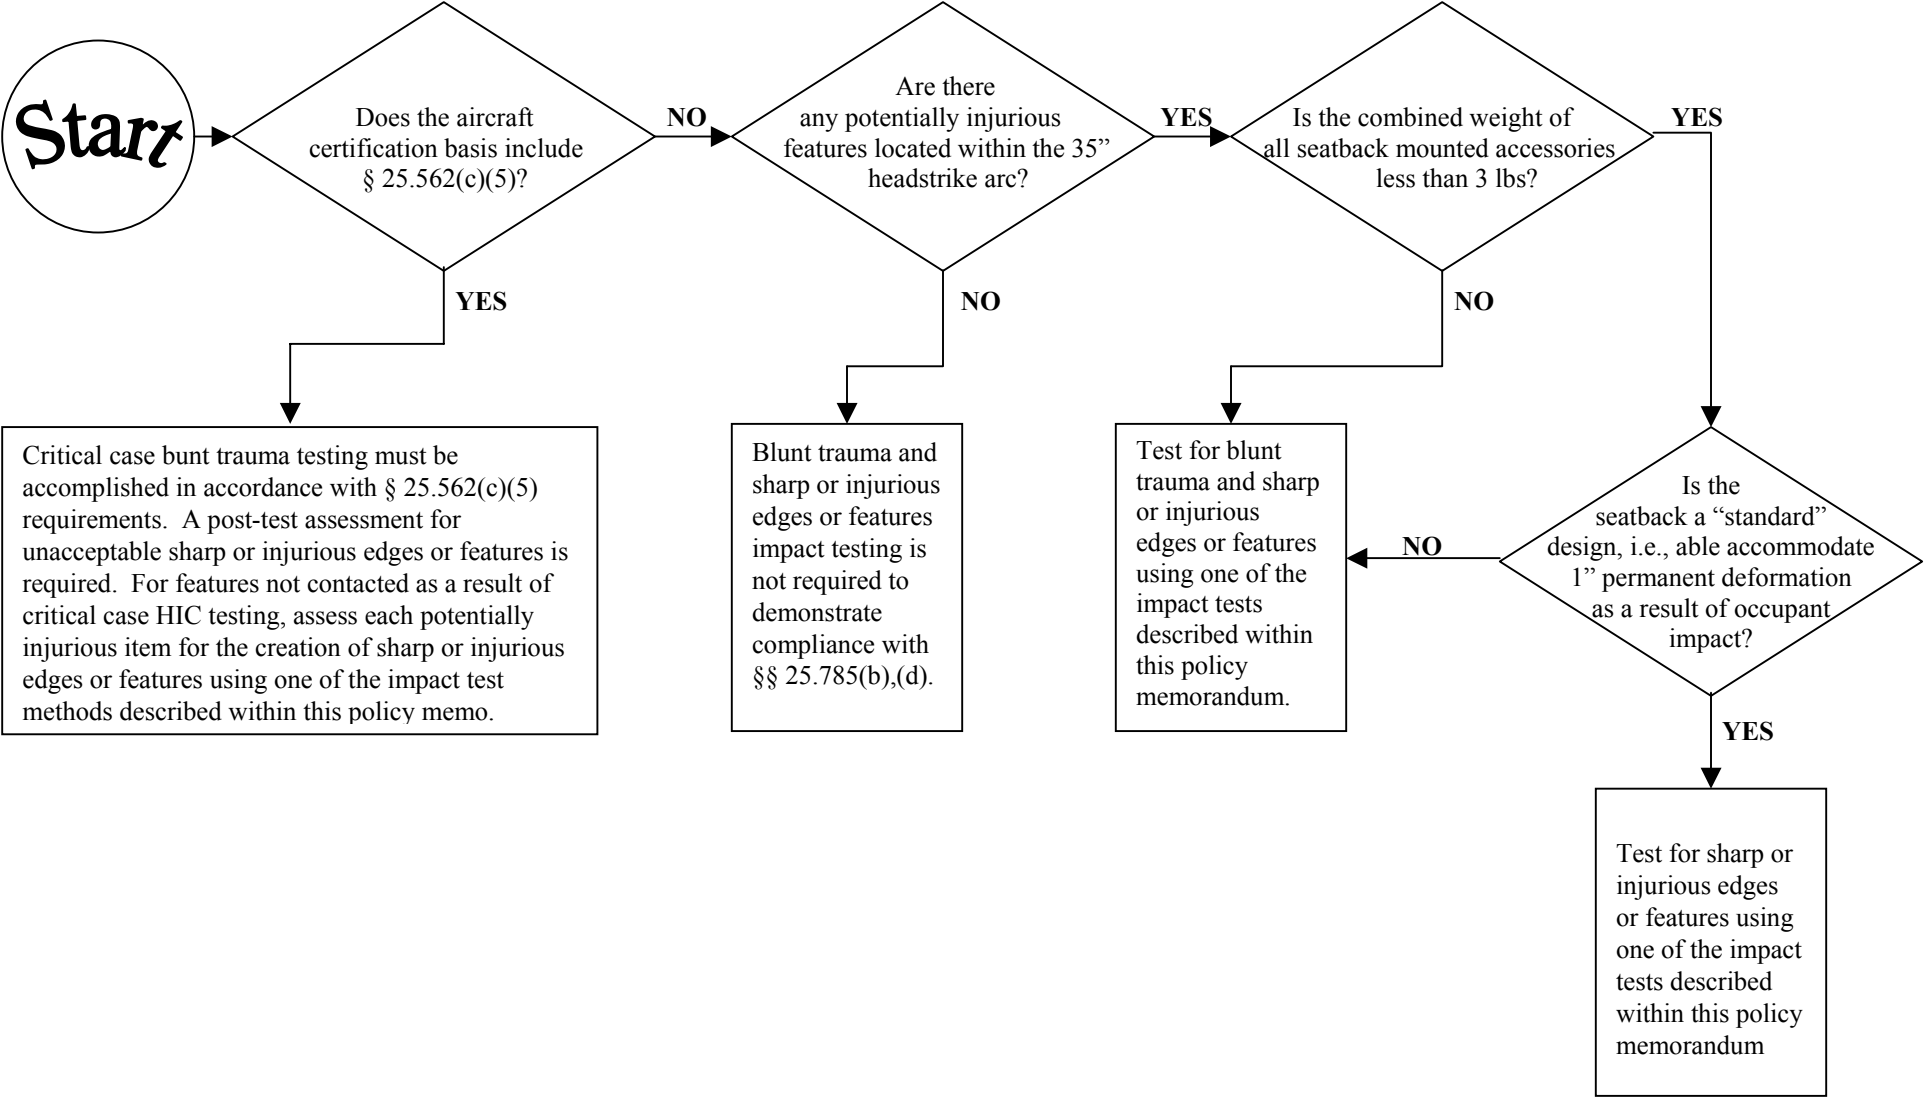 Start
Does the aircraft
certification basis include
§ 25.562(c)(5)?
NO
Are there
any potentially injurious
features located within the 35”
headstrike arc?
YES
Is the combined weight of
all seatback mounted accessories
less than 3 lbs?
YES
YES
NO
NO
Critical case bunt trauma testing must be
accomplished in accordance with § 25.562(c)(5)
requirements.  A post-test assessment for
unacceptable sharp or injurious edges or features is
required.  For features not contacted as a result of
critical case HIC testing, assess each potentially
injurious item for the creation of sharp or injurious
edges or features using one of the impact test
methods described within this policy memo.
Blunt trauma and
sharp or injurious
edges or features
impact testing is
not required to
demonstrate
compliance with
§§ 25.785(b),(d).
Test for blunt
trauma and sharp
or injurious
edges or features
using one of the
impact tests
described within
this policy
memorandum.
NO
Is the
seatback a “standard”
design, i.e., able accommodate
1” permanent deformation
as a result of occupant
impact?
YES
Test for sharp or
injurious edges
or features using
one of the impact
tests described
within this policy
memorandum